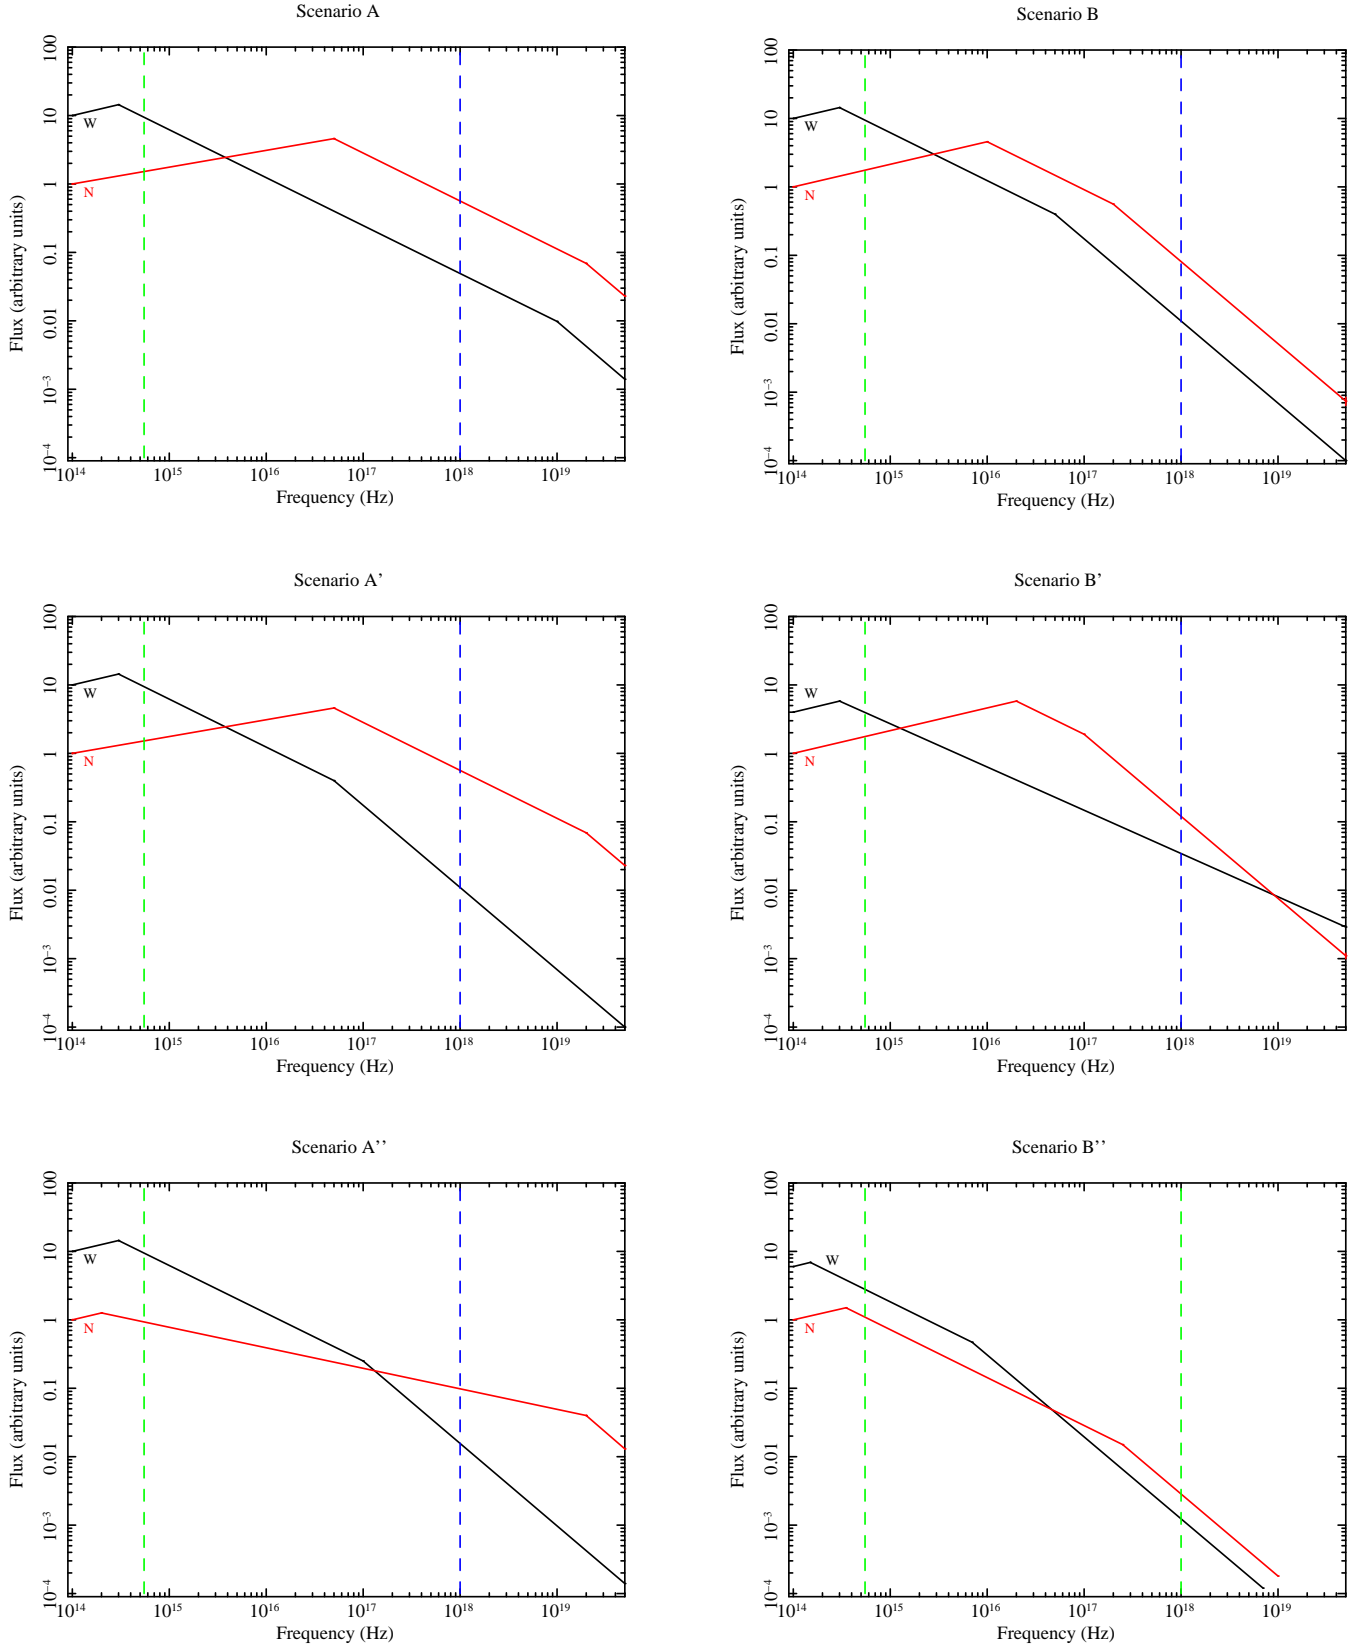 Scenario A
100
10
1
0.1
0.01
10⁻³
10⁻⁴
Flux (arbitrary units)
W
N
10¹⁴ 10¹⁵ 10¹⁶ 10¹⁷ 10¹⁸ 10¹⁹
Frequency (Hz)
Scenario B
100
10
1
0.1
0.01
10⁻³
10⁻⁴
Flux (arbitrary units)
W
N
10¹⁴ 10¹⁵ 10¹⁶ 10¹⁷ 10¹⁸ 10¹⁹
Frequency (Hz)
Scenario A’
100
10
1
0.1
0.01
10⁻³
10⁻⁴
Flux (arbitrary units)
W
N
10¹⁴ 10¹⁵ 10¹⁶ 10¹⁷ 10¹⁸ 10¹⁹
Frequency (Hz)
Scenario B’
100
10
1
0.1
0.01
10⁻³
10⁻⁴
Flux (arbitrary units)
W
N
10¹⁴ 10¹⁵ 10¹⁶ 10¹⁷ 10¹⁸ 10¹⁹
Frequency (Hz)
Scenario A’’
100
10
1
0.1
0.01
10⁻³
10⁻⁴
Flux (arbitrary units)
W
N
10¹⁴ 10¹⁵ 10¹⁶ 10¹⁷ 10¹⁸ 10¹⁹
Frequency (Hz)
Scenario B’’
100
10
1
0.1
0.01
10⁻³
10⁻⁴
Flux (arbitrary units)
W
N
10¹⁴ 10¹⁵ 10¹⁶ 10¹⁷ 10¹⁸ 10¹⁹
Frequency (Hz)